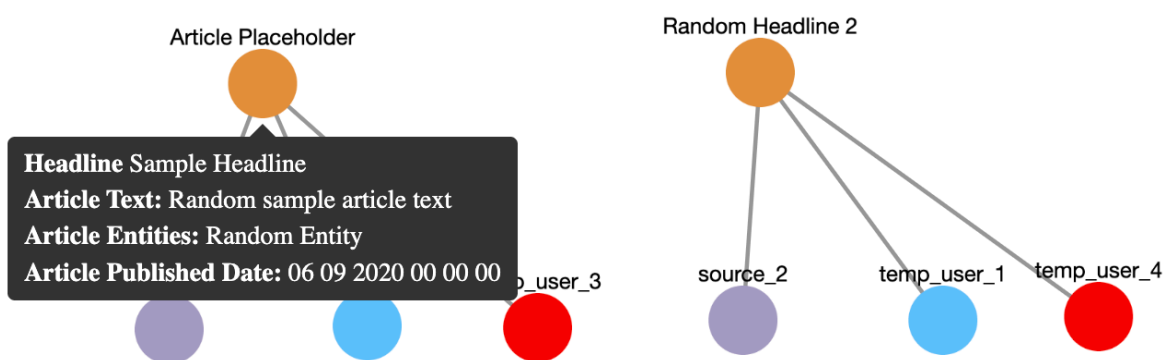 Article Placeholder
Headline Sample Headline
Article Text: Random sample article text
Article Entities: Random Entity
Article Published Date: 06 09 2020 00 00 00
p_user_3
Random Headline 2
source_2
temp_user_1
temp_user_4